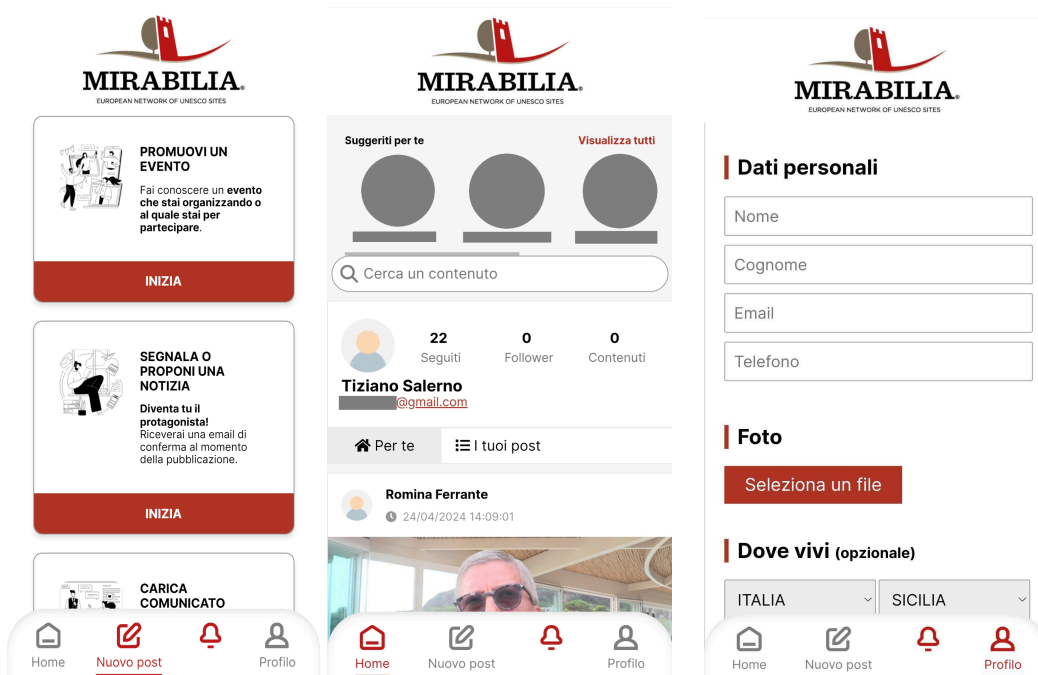 MIRABILIA®
EUROPEAN NETWORK OF UNESCO SITES
PROMUOVI UN
EVENTO
Fai conoscere un evento
che stai organizzando o
al quale stai per
partecipare.
INIZIA
SEGNALA O
PROPONI UNA
NOTIZIA
Diventa tu il
protagonista!
Riceverai una email di
conferma al momento
della pubblicazione.
INIZIA
CARICA
COMUNICATO
Home
Nuovo post
Profilo
MIRABILIA®
EUROPEAN NETWORK OF UNESCO SITES
Suggeriti per te
Visualizza tutti
Cerca un contenuto
22
0
0
Seguiti
Follower
Contenuti
Tiziano Salerno
@gmail.com
Per te
I tuoi post
Romina Ferrante
24/04/2024 14:09:01
Home
Nuovo post
Profilo
MIRABILIA®
EUROPEAN NETWORK OF UNESCO SITES
Dati personali
Nome
Cognome
Email
Telefono
Foto
Seleziona un file
Dove vivi (opzionale)
ITALIA
SICILIA
Home
Nuovo post
Profilo